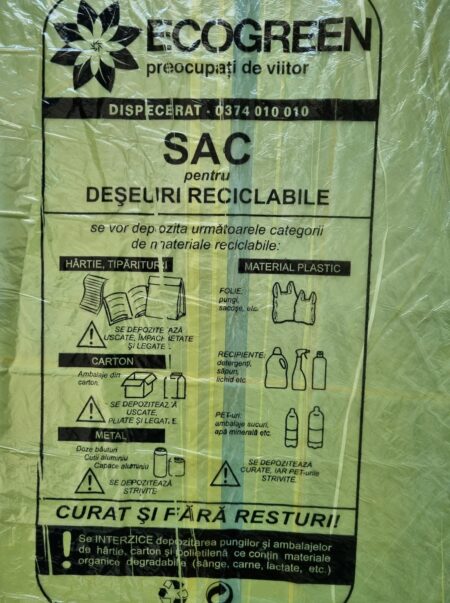 ECOGREEN
preocupați de viitor
DISPECERAT - 0374 010 010
SAC
pentru
DEȘEURI RECICLABILE
se vor depozita următoarele categorii
de materiale reciclabile:
HÂRTIE, TIPĂRITURI
SE DEPOZITEAZĂ
USCATE, ÎMPACHETATE
ȘI LEGATE
CARTON
Ambalaje din
carton.
SE DEPOZITEAZĂ
USCATE,
PLIATE ȘI LEGATE
METAL
Doze băuturi
Cutii aluminiu
Capace aluminiu
SE DEPOZITEAZĂ
STRIVITE
MATERIAL PLASTIC
FOLIE:
pungi,
sacoșe, etc.
RECIPIENTE:
detergenți,
săpun,
lichid etc.
PET-uri:
ambalaje sucuri,
apă minerală etc.
SE DEPOZITEAZĂ
CURATE, IAR PET-urile
STRIVITE
CURAT ȘI FĂRĂ RESTURI!
! Se INTERZICE depozitarea pungilor și ambalajelor
de hârtie, carton și polietilenă ce conțin materiale
organice degradabile (sânge, carne, lactate, etc.)